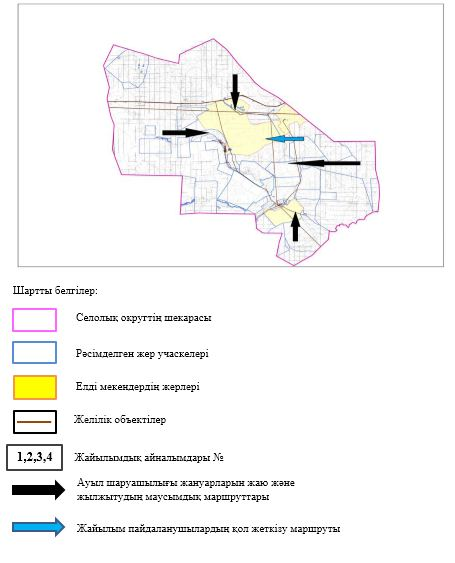 Шартты белгілер:
Селолық округтің шекарасы
Рәсімделген жер учаскелері
Елді мекендердің жерлері
Желілік объектілер
1,2,3,4
Жайылымдық айналымдары №
Ауыл шаруашылығы жануарларын жаю және
жылжытудың маусымдық маршруттары
Жайылым пайдаланушылардың қол жеткізу маршруты